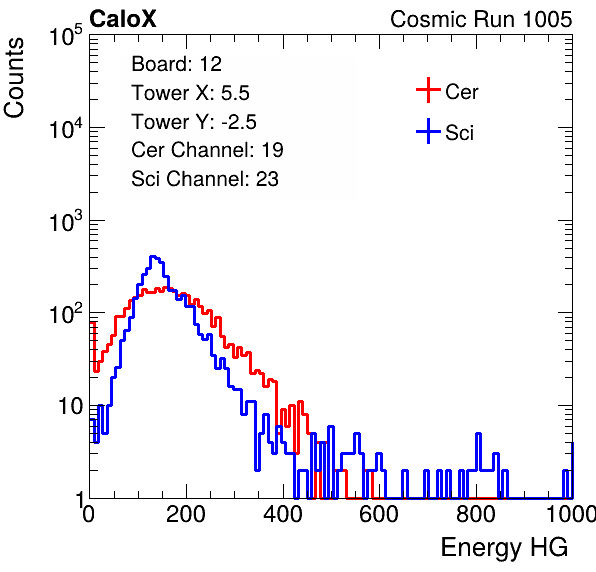 CaloX Cosmic Run 1005
Counts
Board: 12
Tower X: 5.5
Tower Y: -2.5
Cer Channel: 19
Sci Channel: 23
Cer
Sci
10^5
10^4
10^3
10^2
10
1
0 200 400 600 800 1000
Energy HG